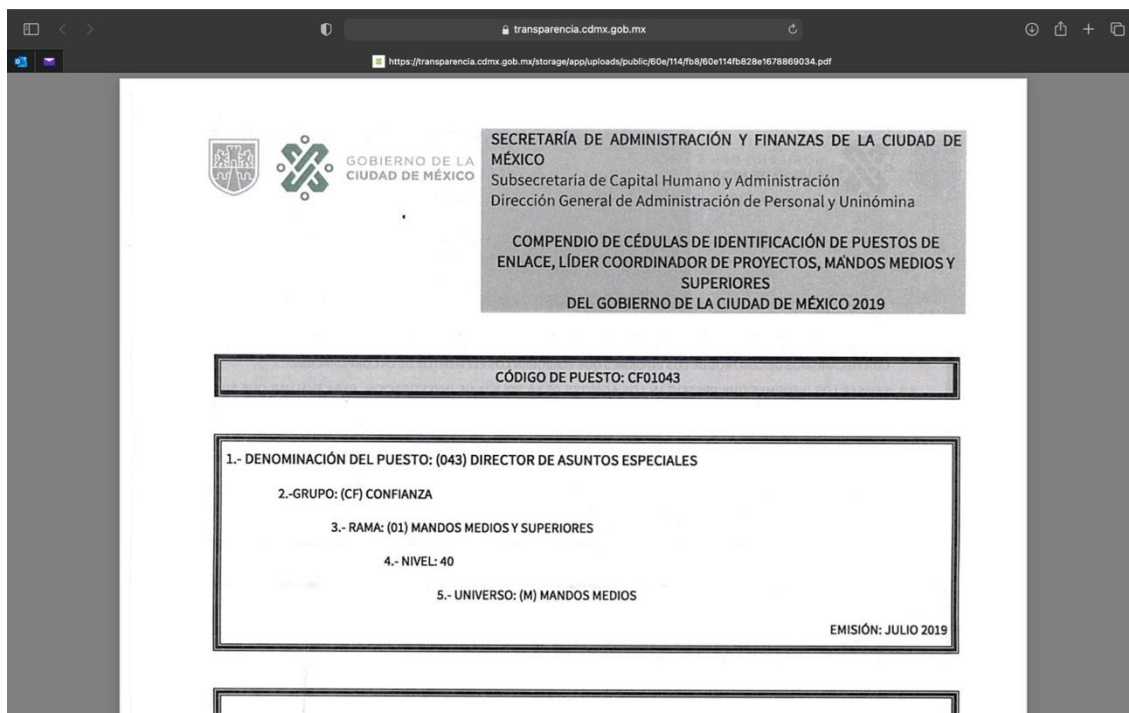 transparencia.cdmx.gob.mx
https://transparencia.cdmx.gob.mx/storage/app/uploads/public/60e/114/fb8/60e114fb828e1678869034.pdf
GOBIERNO DE LA
CIUDAD DE MÉXICO
SECRETARÍA DE ADMINISTRACIÓN Y FINANZAS DE LA CIUDAD DE
MÉXICO
Subsecretaria de Capital Humano y Administración
Dirección General de Administración de Personal y Uninómina
COMPENDIO DE CÉDULAS DE IDENTIFICACIÓN DE PUESTOS DE
ENLACE, LÍDER COORDINADOR DE PROYECTOS, MANDOS MEDIOS Y
SUPERIORES
DEL GOBIERNO DE LA CIUDAD DE MÉXICO 2019
CÓDIGO DE PUESTO: CF01043
1.- DENOMINACIÓN DEL PUESTO: (043) DIRECTOR DE ASUNTOS ESPECIALES
2.-GRUPO: (CF) CONFIANZA
3.- RAMA: (01) MANDOS MEDIOS Y SUPERIORES
4.- NIVEL: 40
5.- UNIVERSO: (M) MANDOS MEDIOS
EMISIÓN: JULIO 2019